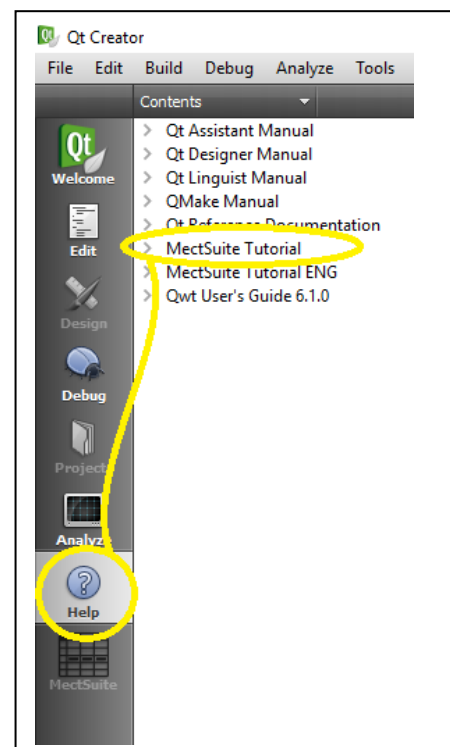 Qt Creator
File Edit Build Debug Analyze Tools
Contents
Qt
Welcome
Edit
Design
Debug
Projects
Analyze
Help
MectSuite
Qt Assistant Manual
Qt Designer Manual
Qt Linguist Manual
QMake Manual
Qt Reference Documentation
MectSuite Tutorial
MectSuite Tutorial ENG
Qwt User's Guide 6.1.0